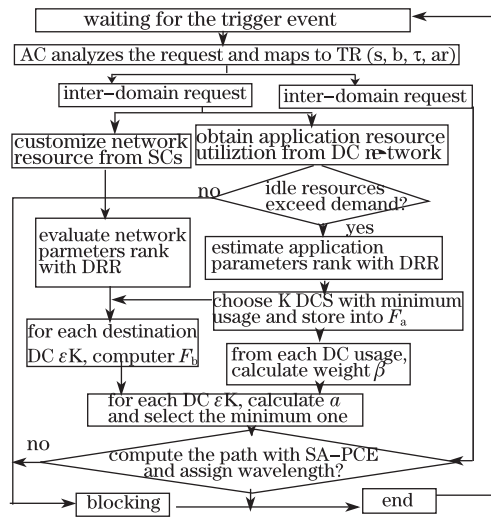 waiting for the trigger event
AC analyzes the request and maps to TR (s, b, τ, ar)
inter-domain request
inter-domain request
customize network
resource from SCs
obtain application resource
utiliztion from DC ne-twork
no
idle resources
exceed demand?
yes
evaluate network
parmeters rank
with DRR
estimate application
parameters rank with DRR
choose K DCS with minimum
usage and store into Fa
for each destination
DC εK, computer Fb
from each DC usage,
calculate weight β
for each DC εK, calculate a
and select the minimum one
no
compute the path with SA-PCE
and assign wavelength?
blocking
end